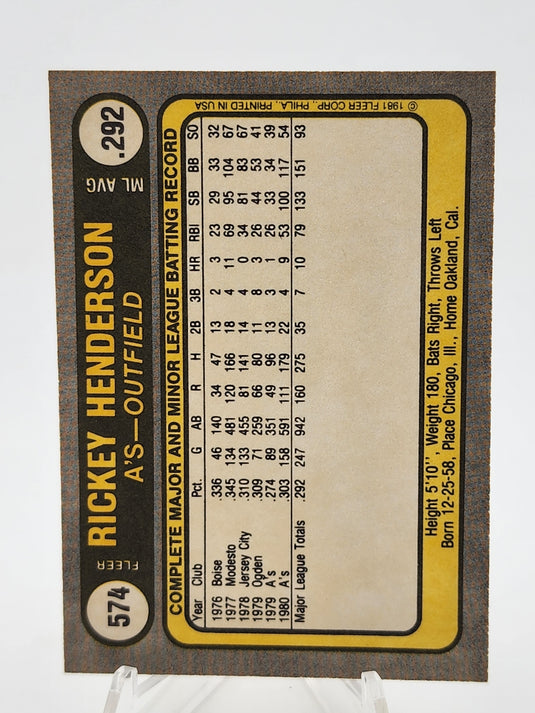 574 FLEER
RICKEY HENDERSON
A'S—OUTFIELD
ML AVG .292
COMPLETE MAJOR AND MINOR LEAGUE BATTING RECORD
Year Club Pct. G AB R H 2B 3B HR RBI SB BB SO
1976 Boise .336 46 140 34 47 13 2 3 23 29 33 32
1977 Modesto .345 134 481 120 166 18 4 11 69 95 104 67
1978 Jersey City .310 133 455 81 141 14 4 0 34 81 83 67
1979 Ogden .309 71 259 66 80 11 8 3 26 44 53 41
1979 A's .274 89 351 49 96 13 3 1 26 33 34 39
1980 A's .303 158 591 111 179 22 4 9 53 100 117 54
Major League Totals .292 247 942 160 275 35 7 10 79 133 151 93
Height 5'10", Weight 180, Bats Right, Throws Left
Born 12-25-58, Place Chicago, Ill., Home Oakland, Cal.
© 1981 FLEER CORP., PHILA., PRINTED IN USA